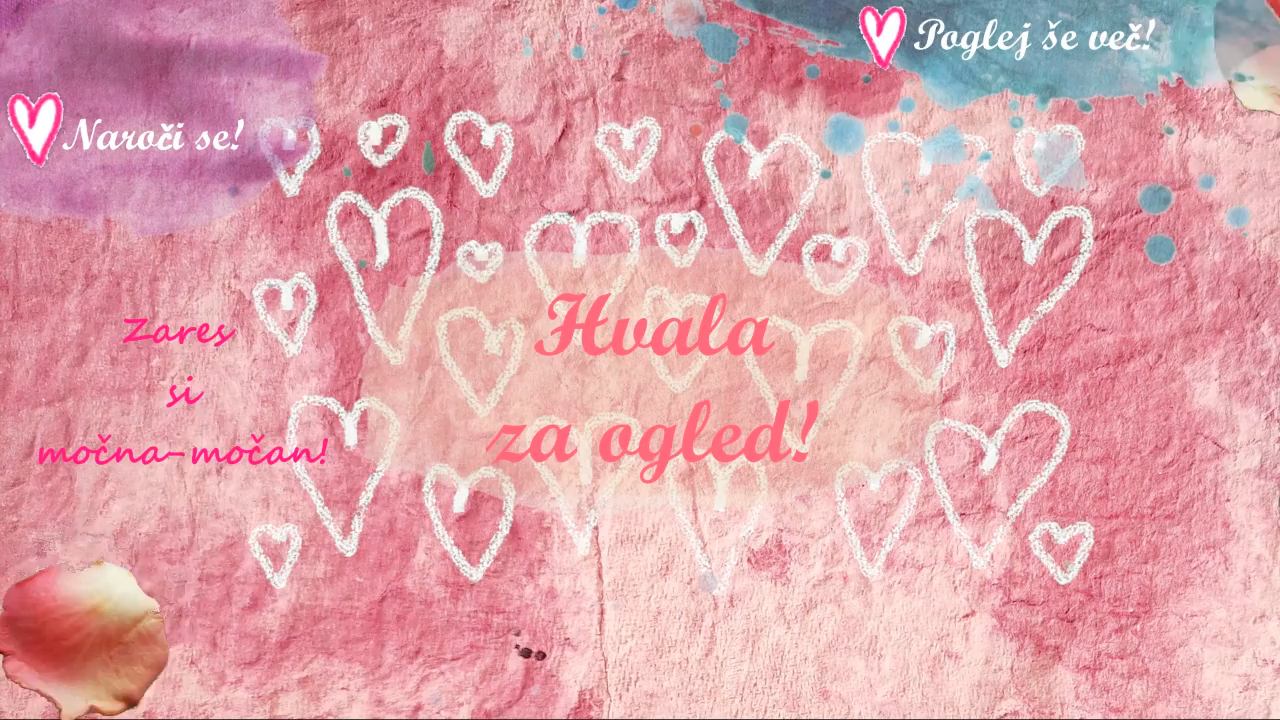 Poglej še več!
Naroči se!
Hvala
za ogled!
Zares
si
močna-močan!